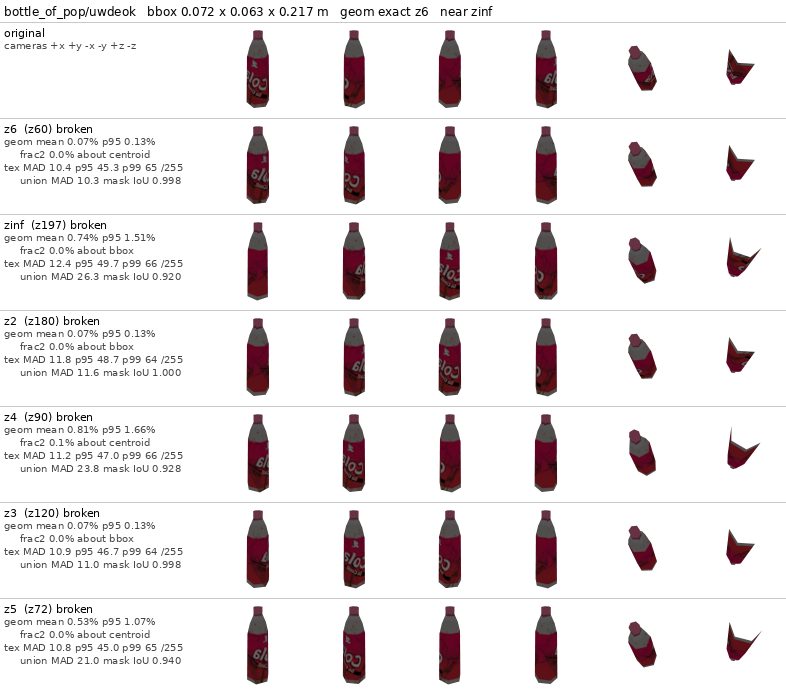 bottle_of_pop/uwdeok bbox 0.072 x 0.063 x 0.217 m geom exact z6 near zinf
original
cameras +x +y -x -y +z -z
z6 (z60) broken
geom mean 0.07% p95 0.13%
frac2 0.0% about centroid
tex MAD 10.4 p95 45.3 p99 65 /255
union MAD 10.3 mask IoU 0.998
zinf (z197) broken
geom mean 0.74% p95 1.51%
frac2 0.0% about bbox
tex MAD 12.4 p95 49.7 p99 66 /255
union MAD 26.3 mask IoU 0.920
z2 (z180) broken
geom mean 0.07% p95 0.13%
frac2 0.0% about bbox
tex MAD 11.8 p95 48.7 p99 64 /255
union MAD 11.6 mask IoU 1.000
z4 (z90) broken
geom mean 0.81% p95 1.66%
frac2 0.1% about centroid
tex MAD 11.2 p95 47.0 p99 66 /255
union MAD 23.8 mask IoU 0.928
z3 (z120) broken
geom mean 0.07% p95 0.13%
frac2 0.0% about bbox
tex MAD 10.9 p95 46.7 p99 64 /255
union MAD 11.0 mask IoU 0.998
z5 (z72) broken
geom mean 0.53% p95 1.07%
frac2 0.0% about centroid
tex MAD 10.8 p95 45.0 p99 65 /255
union MAD 21.0 mask IoU 0.940